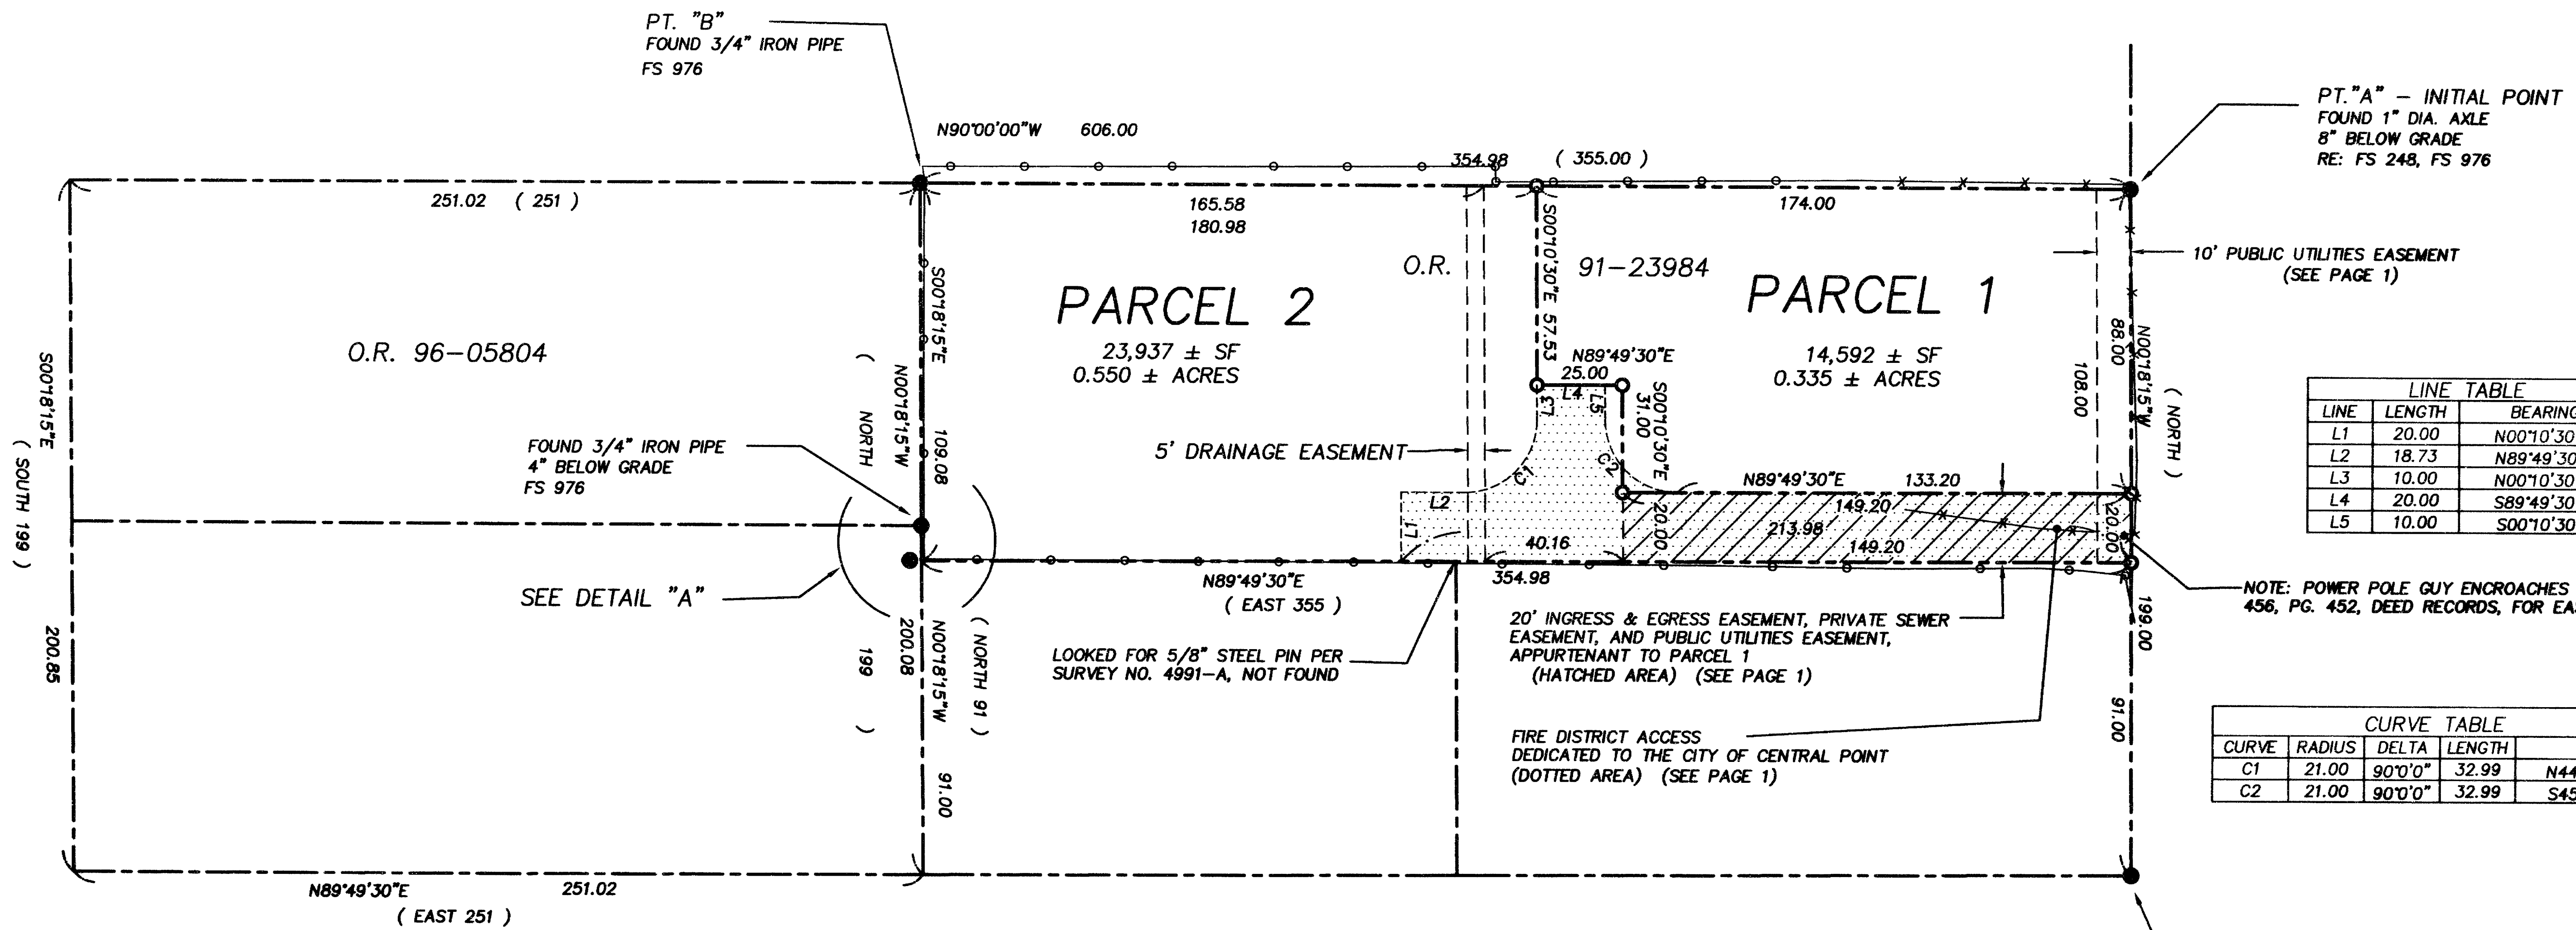 PT. "B"
FOUND 3/4" IRON PIPE
FS 976
PT."A" - INITIAL POINT
FOUND 1" DIA. AXLE
8" BELOW GRADE
RE: FS 248, FS 976
N90°00'00"W 606.00
354.98 ( 355.00 )
251.02 ( 251 )
165.58
180.98
174.00
10' PUBLIC UTILITIES EASEMENT
(SEE PAGE 1)
O.R. 91-23984
PARCEL 2
23,937 ± SF
0.550 ± ACRES
PARCEL 1
14,592 ± SF
0.335 ± ACRES
O.R. 96-05804
S00°18'15"E
( SOUTH 199 )
200.85
S00°18'15"E
109.08
N00°18'15"W
( NORTH 199 )
S00°10'30"E 57.53
N89°49'30"E
25.00
L4
L3
L5
S00°10'30"E
31.00
88.00
N00°18'15"W
( NORTH )
108.00
FOUND 3/4" IRON PIPE
4" BELOW GRADE
FS 976
5' DRAINAGE EASEMENT
C1
C2
L2
L1
N89°49'30"E 133.20
149.20
213.98
149.20
20.00
20.00
40.16
SEE DETAIL "A"
N89°49'30"E
( EAST 355 )
354.98
200.08
N00°18'15"W
( NORTH 91 )
91.00
LOOKED FOR 5/8" STEEL PIN PER
SURVEY NO. 4991-A, NOT FOUND
20' INGRESS & EGRESS EASEMENT, PRIVATE SEWER
EASEMENT, AND PUBLIC UTILITIES EASEMENT,
APPURTENANT TO PARCEL 1
(HATCHED AREA) (SEE PAGE 1)
FIRE DISTRICT ACCESS
DEDICATED TO THE CITY OF CENTRAL POINT
(DOTTED AREA) (SEE PAGE 1)
NOTE: POWER POLE GUY ENCROACHES
456, PG. 452, DEED RECORDS, FOR EA
199.00
91.00
N89°49'30"E 251.02
( EAST 251 )
LINE TABLE
LINE LENGTH BEARING
L1 20.00 N00°10'30
L2 18.73 N89°49'30
L3 10.00 N00°10'30
L4 20.00 S89°49'30
L5 10.00 S00°10'30
CURVE TABLE
CURVE RADIUS DELTA LENGTH
C1 21.00 90°0'0" 32.99 N44
C2 21.00 90°0'0" 32.99 S45